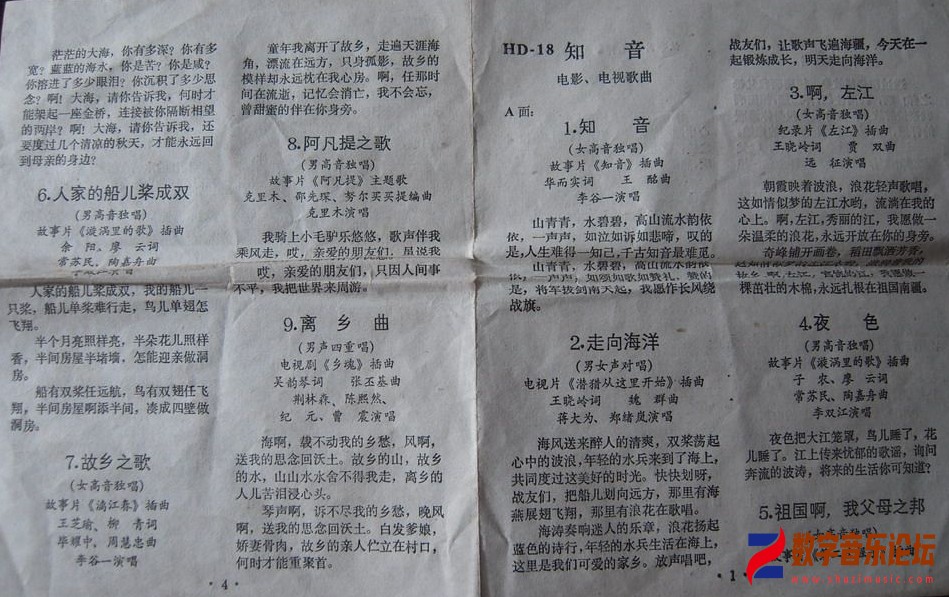 茫茫的大海，你有多深？你有多
宽？蓝蓝的海水，你是苦？你是咸？
你溶进了多少眼泪？你沉积了多少思
念？啊！大海，请你告诉我，何时才
能架起一座金桥，连接被你隔断相望
的两岸？啊！大海，请你告诉我，还
要度过几个清凉的秋天，才能永远回
到母亲的身边？
6.人家的船儿桨成双
(男高音独唱)
故事片《漩涡里的歌》插曲
余 阳。廖 云词
常苏民、陶嘉舟曲
人家的船儿桨成双，我的船儿一
只桨，船儿单桨难行走，鸟儿单翅怎
飞翔。
半个月亮照样亮，半朵花儿照样
香，半间房屋半堵墙，怎能迎亲做洞
房。
船有双桨任远航，鸟有双翅任飞
翔，半间房屋啊添半间，凑成四壁做
洞房。
7.故乡之歌
(女高音独唱)
故事片《漓江春》插曲
王芝瑜、柳 青词
毕耀中、周慧忠曲
李谷一演唱
童年我离开了故乡，走遍天涯海
角，漂流在远方，只身孤影，故乡的
模样却永远枕在我心房。啊，任那时
间在流逝，记忆会消亡，我不会忘，
曾甜蜜的伴在你身旁。
8.阿凡提之歌
(男高音独唱)
故事片《阿凡提》主题歌
克里木、邵光琛、努尔买买提编曲
克里木演唱
我骑上小毛驴乐悠悠，歌声伴我
乘风走，哎，亲爱的朋友们，虽说我
哎，亲爱的朋友们，只因人间事
不平，我把世界来周游。
9.离 乡 曲
(男声四重唱)
电视剧《乡魂》插曲
吴韵琴词 张丕基曲
荆林森、陈熙然、
纪 元、曹 震演唱
海啊，载不动我的乡愁，风啊，
送我的思念回沃土。故乡的山，故乡
的水，山山水水舍不得我走，离乡的
人儿苦泪浸心头。
琴声啊，诉不尽我的乡愁，晚风
啊，送我的思念回沃土。白发爹娘，
娇妻骨肉，故乡的亲人伫立在村口，
何时才能重聚首。
· 4 ·
HD-18 知 音
电影、电视歌曲
A面：
1.知 音
(女高音独唱)
故事片《知音》插曲
华而实词 王 酩曲
李谷一演唱
山青青，水碧碧，高山流水韵依
依，一声声，如泣如诉如悲啼，叹的
是，人生难得一知己，千古知音最难觅。
山青青，水碧碧，高山流水韵依
依，一声声，如颂如歌如赞礼，赞的
是，将军拔剑南天起，我愿作长风绕
战旗。
2.走向海洋
(男女声对唱)
电视片《潜猎从这里开始》插曲
王晓岭词 魏 群曲
蒋大为、郑绪岚演唱
海风送来醉人的清爽，双桨荡起
心中的波浪，年轻的水兵来到了海上，
共同度过这美好的时光。快快划呀，
战友们，把船儿划向远方，那里有海
燕展翅飞翔，那里有浪花在歌唱。
海涛奏响迷人的乐章，浪花扬起
蓝色的诗行，年轻的水兵生活在海上，
这里是我们可爱的家乡。放声唱吧，
· 1 ·
战友们，让歌声飞遍海疆，今天在一
起锻炼成长，明天走向海洋。
3.啊，左江
(女高音独唱)
纪录片《左江》插曲
王晓岭词 贾 双曲
远 征演唱
朝霞映着波浪，浪花轻声歌唱，
这如情似梦的左江水哟，流淌在我的
心上。啊，左江，秀丽的江，我愿做一
朵温柔的浪花，永远开放在你的身旁。
奇峰铺开画卷，稻田飘洒芳香，
棵茁壮的木棉，永远扎根在祖国南疆。
4.夜 色
(男高音独唱)
故事片《漩涡里的歌》插曲
子 农、廖 云词
常苏民、陶嘉舟曲
李双江演唱
夜色把大江笼罩，鸟儿睡了，花
儿睡了。江上传来忧郁的歌谣，询问
奔流的波涛，将来的生活你可知道？
5.祖国啊，我父母之邦
(女高音独唱)
数字音乐论坛
www.shuzimusic.com